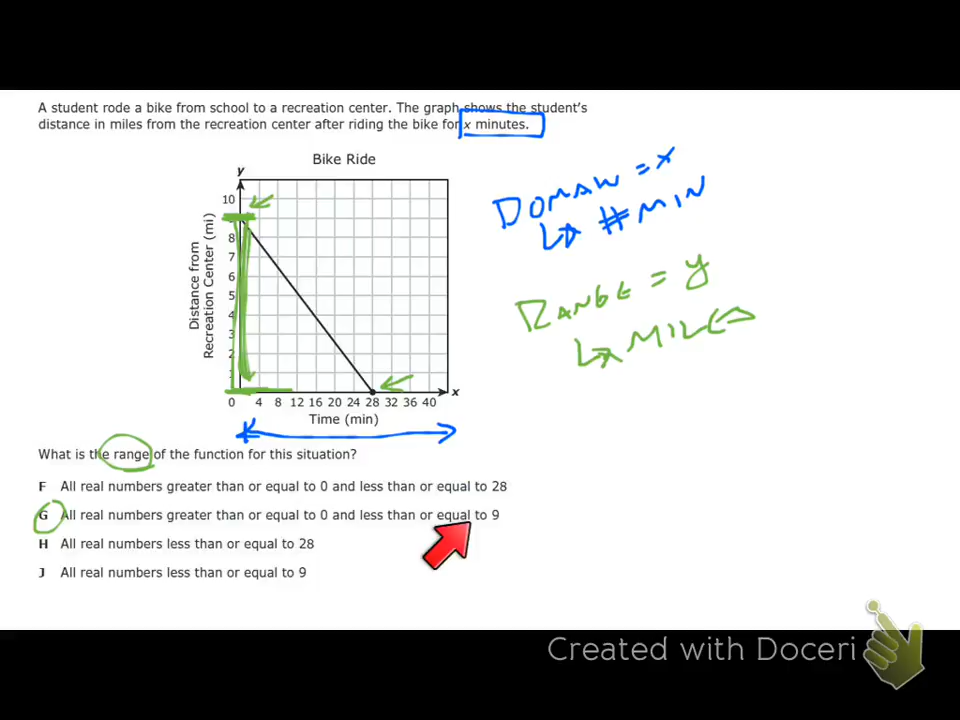 A student rode a bike from school to a recreation center. The graph shows the student's
distance in miles from the recreation center after riding the bike for x minutes.
Bike Ride
y
10
8
7
6
5
4
3
2
Distance from
Recreation Center (mi)
x
0 4 8 12 16 20 24 28 32 36 40
Time (min)
DOMAIN = x
↳ # MIN
RANGE = y
↳ MILES
What is the range of the function for this situation?
F All real numbers greater than or equal to 0 and less than or equal to 28
G All real numbers greater than or equal to 0 and less than or equal to 9
H All real numbers less than or equal to 28
J All real numbers less than or equal to 9
Created with Doceri